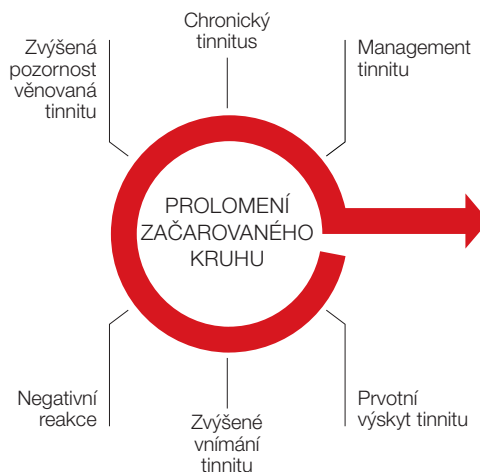 Chronický
tinnitus
Zvýšená
pozornost
věnovaná
tinnitu
Management
tinnitu
PROLOMENÍ
ZAČAROVANÉHO
KRUHU
Negativní
reakce
Zvýšené
vnímání
tinnitu
Prvotní
výskyt tinnitu